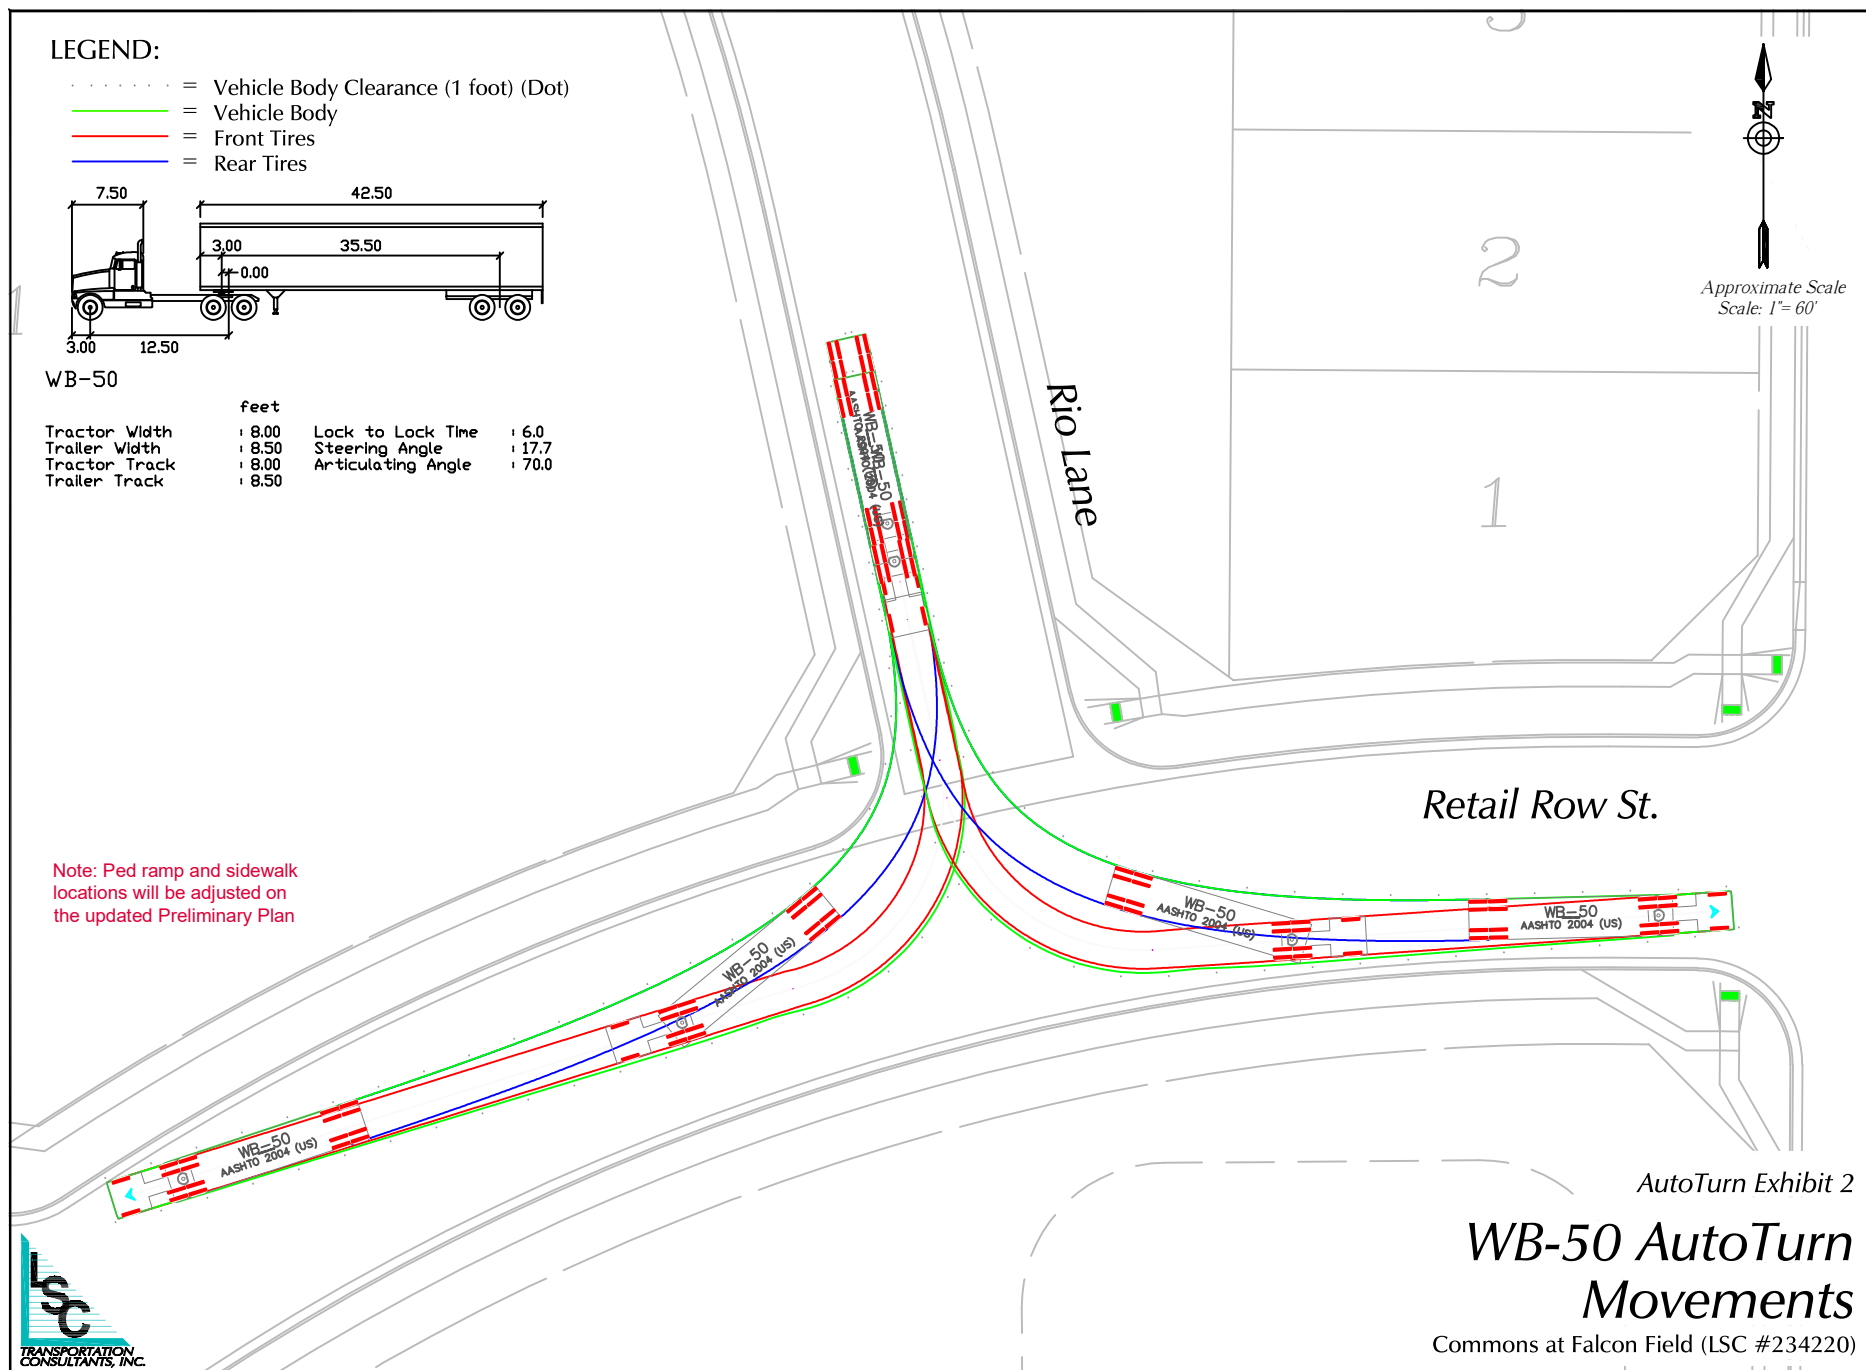 LEGEND:
= Vehicle Body Clearance (1 foot) (Dot)
= Vehicle Body
= Front Tires
= Rear Tires
7.50
42.50
3.00
35.50
0.00
3.00
12.50
WB-50
feet
Tractor Width : 8.00 Lock to Lock Time : 6.0
Trailer Width : 8.50 Steering Angle : 17.7
Tractor Track : 8.00 Articulating Angle : 70.0
Trailer Track : 8.50
1
3
2
1
N
Approximate Scale
Scale: 1"= 60'
Rio Lane
Retail Row St.
WB-50
WB-50
AASHTO 2004 (US)
WB-50
AASHTO 2004 (US)
WB-50
AASHTO 2004 (US)
WB-50
AASHTO 2004 (US)
Note: Ped ramp and sidewalk
locations will be adjusted on
the updated Preliminary Plan
LSC
TRANSPORTATION
CONSULTANTS, INC.
AutoTurn Exhibit 2
WB-50 AutoTurn
Movements
Commons at Falcon Field (LSC #234220)